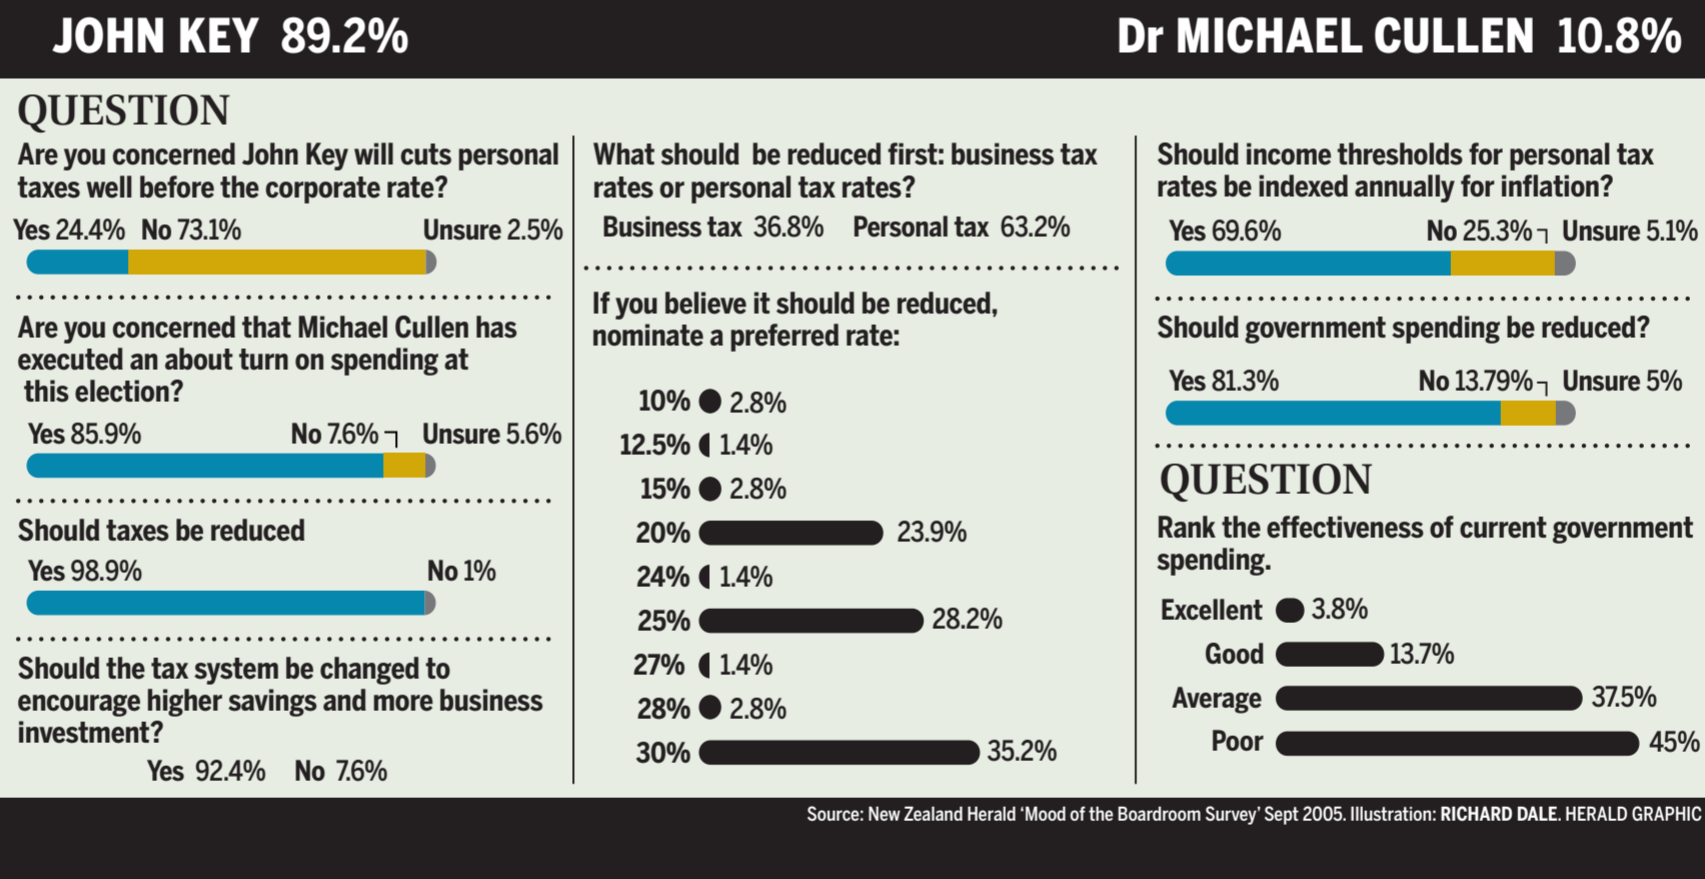 JOHN KEY 89.2%
Dr MICHAEL CULLEN 10.8%
QUESTION
Are you concerned John Key will cuts personal
taxes well before the corporate rate?
Yes 24.4% No 73.1% Unsure 2.5%
Are you concerned that Michael Cullen has
executed an about turn on spending at
this election?
Yes 85.9% No 7.6% Unsure 5.6%
Should taxes be reduced
Yes 98.9% No 1%
Should the tax system be changed to
encourage higher savings and more business
investment?
Yes 92.4% No 7.6%
What should be reduced first: business tax
rates or personal tax rates?
Business tax 36.8% Personal tax 63.2%
If you believe it should be reduced,
nominate a preferred rate:
10% 2.8%
12.5% 1.4%
15% 2.8%
20% 23.9%
24% 1.4%
25% 28.2%
27% 1.4%
28% 2.8%
30% 35.2%
Should income thresholds for personal tax
rates be indexed annually for inflation?
Yes 69.6% No 25.3% Unsure 5.1%
Should government spending be reduced?
Yes 81.3% No 13.79% Unsure 5%
QUESTION
Rank the effectiveness of current government
spending.
Excellent 3.8%
Good 13.7%
Average 37.5%
Poor 45%
Source: New Zealand Herald ‘Mood of the Boardroom Survey’ Sept 2005. Illustration: RICHARD DALE. HERALD GRAPHIC